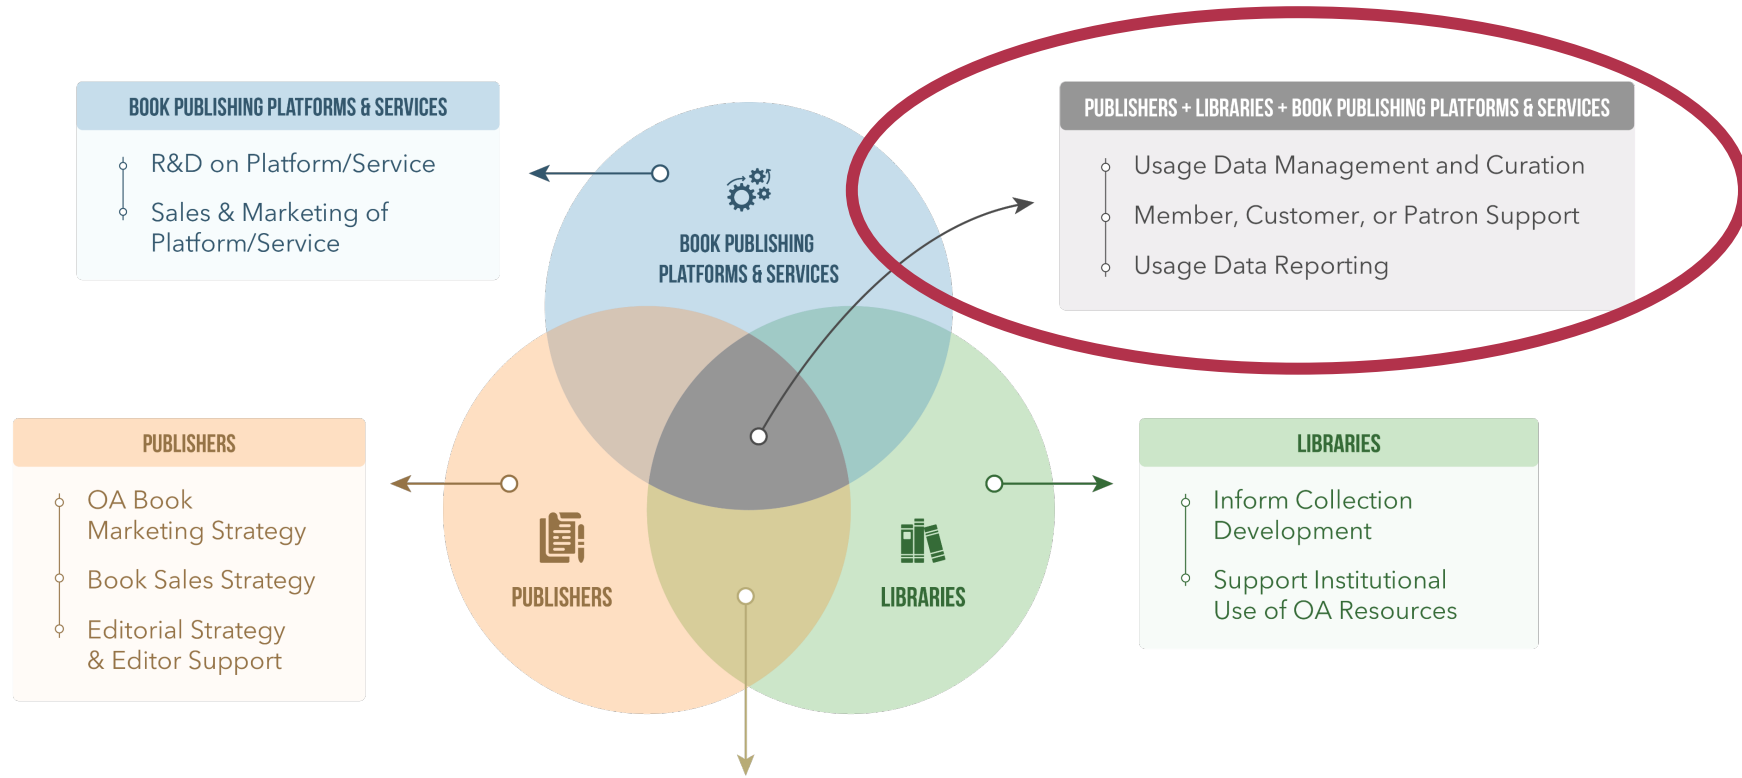 BOOK PUBLISHING PLATFORMS & SERVICES
R&D on Platform/Service
Sales & Marketing of
Platform/Service
PUBLISHERS + LIBRARIES + BOOK PUBLISHING PLATFORMS & SERVICES
Usage Data Management and Curation
Member, Customer, or Patron Support
Usage Data Reporting
BOOK PUBLISHING
PLATFORMS & SERVICES
PUBLISHERS
OA Book
Marketing Strategy
Book Sales Strategy
Editorial Strategy
& Editor Support
PUBLISHERS
LIBRARIES
LIBRARIES
Inform Collection
Development
Support Institutional
Use of OA Resources